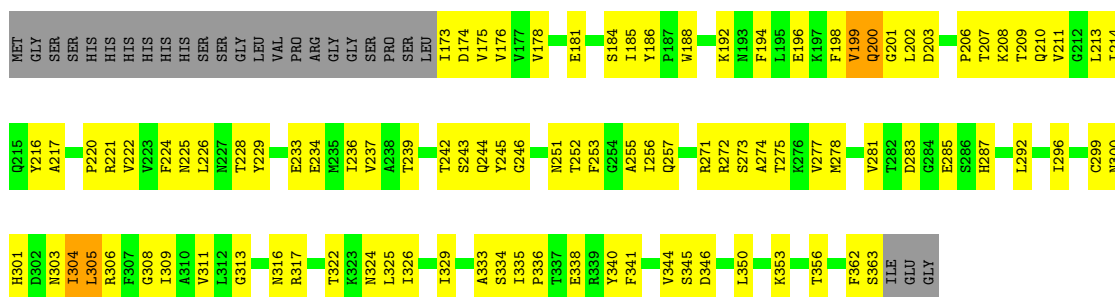 MET GLY SER SER HIS HIS HIS HIS HIS HIS SER SER GLY LEU VAL PRO ARG GLY GLY SER PRO SER LEU I173 D174 V175 V176 V177 V178 E181 S184 I185 Y186 P187 W188 K192 N193 F194 L195 E196 K197 F198 V199 Q200 G201 L202 D203 P206 T207 K208 T209 Q210 V211 G212 L213 I214
Q215 Y216 A217 P220 R221 V222 V223 F224 N225 L226 N227 T228 Y229 E233 E234 M235 I236 V237 A238 T239 T242 S243 Q244 Y245 G246 N251 T252 F253 G254 A255 I256 Q257 R271 R272 S273 A274 T275 K276 V277 M278 V281 T282 D283 G284 E285 S286 H287 L292 I296 C299 N300
H301 D302 N303 I304 L305 R306 F307 G308 I309 A310 V311 L312 G313 N316 R317 T322 K323 N324 L325 I326 I329 A333 S334 I335 P336 T337 E338 R339 Y340 F341 V344 S345 D346 L350 K353 T356 F362 S363 ILE GLU GLY